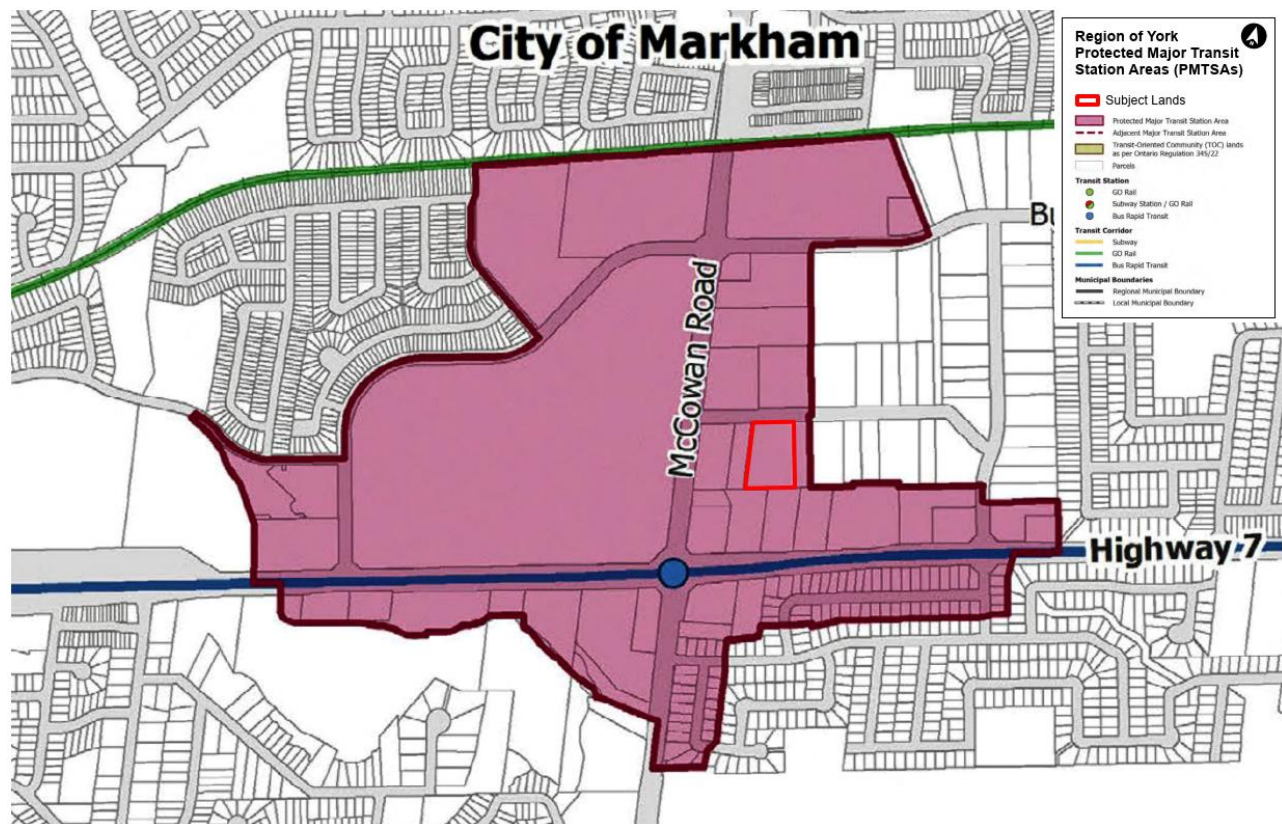 City of Markham
Bu
McCowan Road
Highway 7
Region of York
Protected Major Transit
Station Areas (PMTSAs)
Subject Lands
Protected Major Transit Station Area
Adjacent Major Transit Station Area
Transit-Oriented Community (TOC) lands
as per Ontario Regulation 345/22
Parcels
Transit Station
GO Rail
Subway Station / GO Rail
Bus Rapid Transit
Transit Corridor
Subway
GO Rail
Bus Rapid Transit
Municipal Boundaries
Regional Municipal Boundary
Local Municipal Boundary